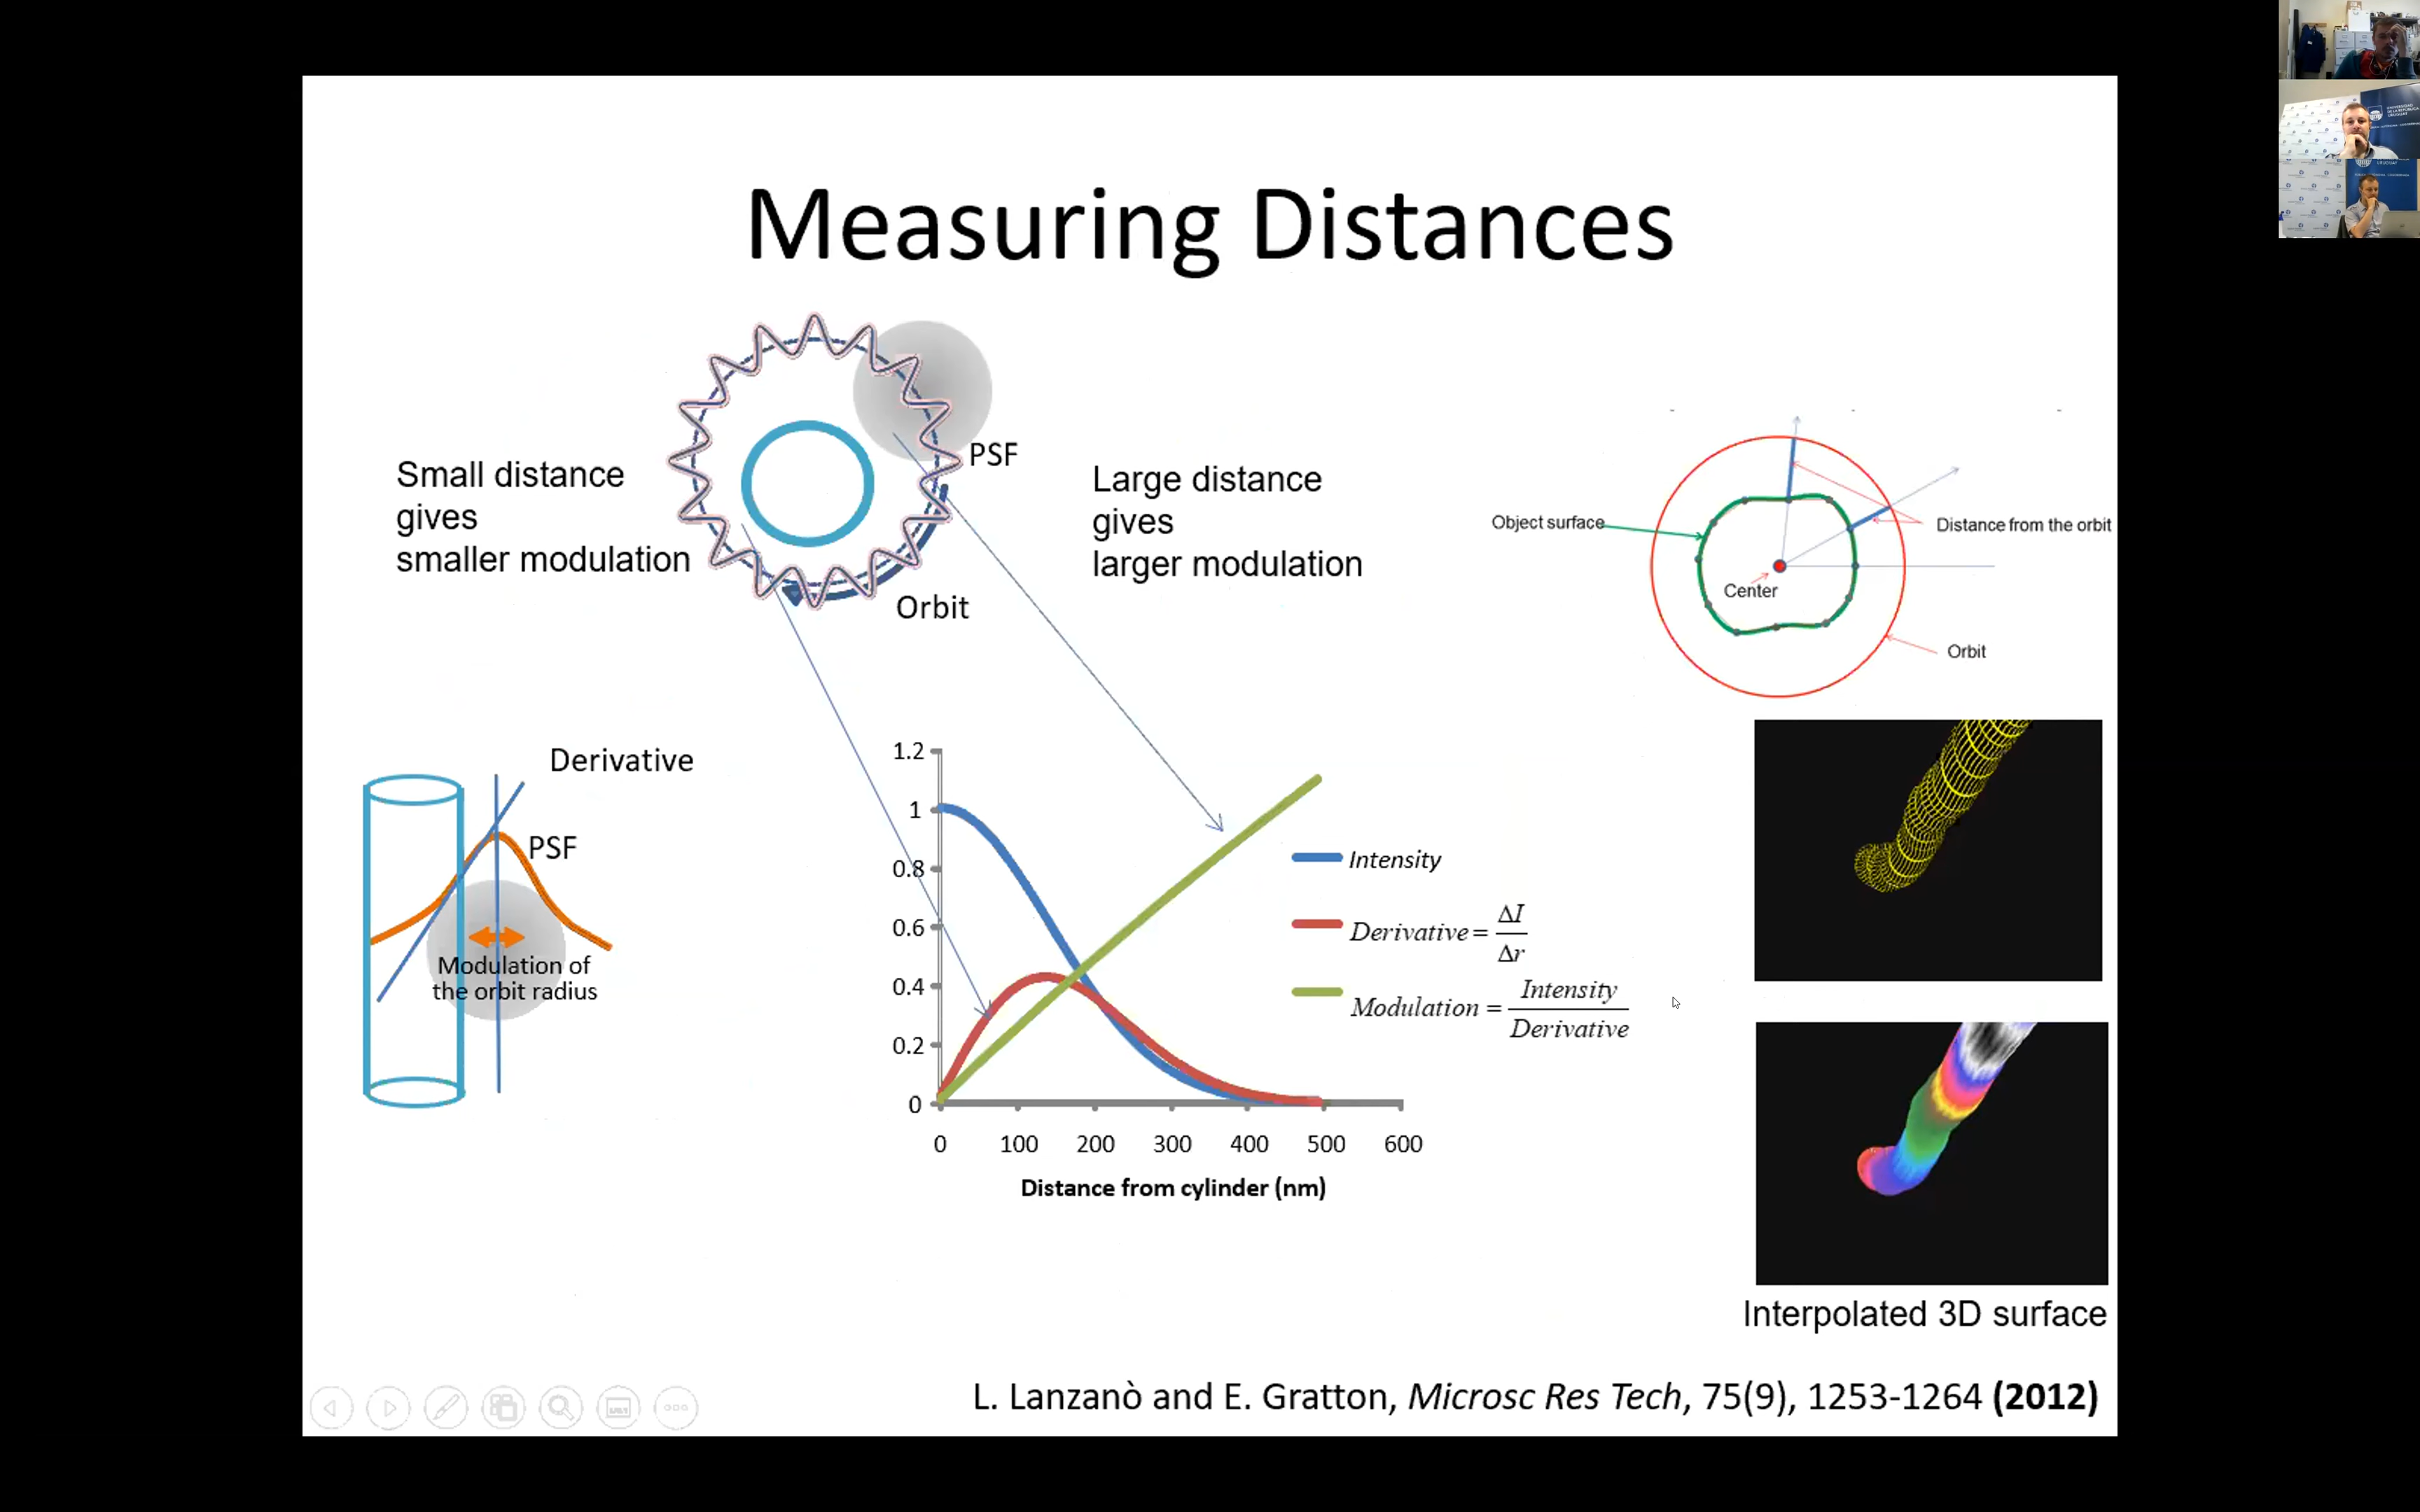 Measuring Distances
Small distance
gives
smaller modulation
PSF
Orbit
Large distance
gives
larger modulation
Object surface
Center
Distance from the orbit
Orbit
Derivative
PSF
Modulation of
the orbit radius
1.2
1
0.8
0.6
0.4
0.2
0
0 100 200 300 400 500 600
Distance from cylinder (nm)
Intensity
Derivative = ΔI / Δr
Modulation = Intensity / Derivative
Interpolated 3D surface
L. Lanzanò and E. Gratton, Microsc Res Tech, 75(9), 1253-1264 (2012)